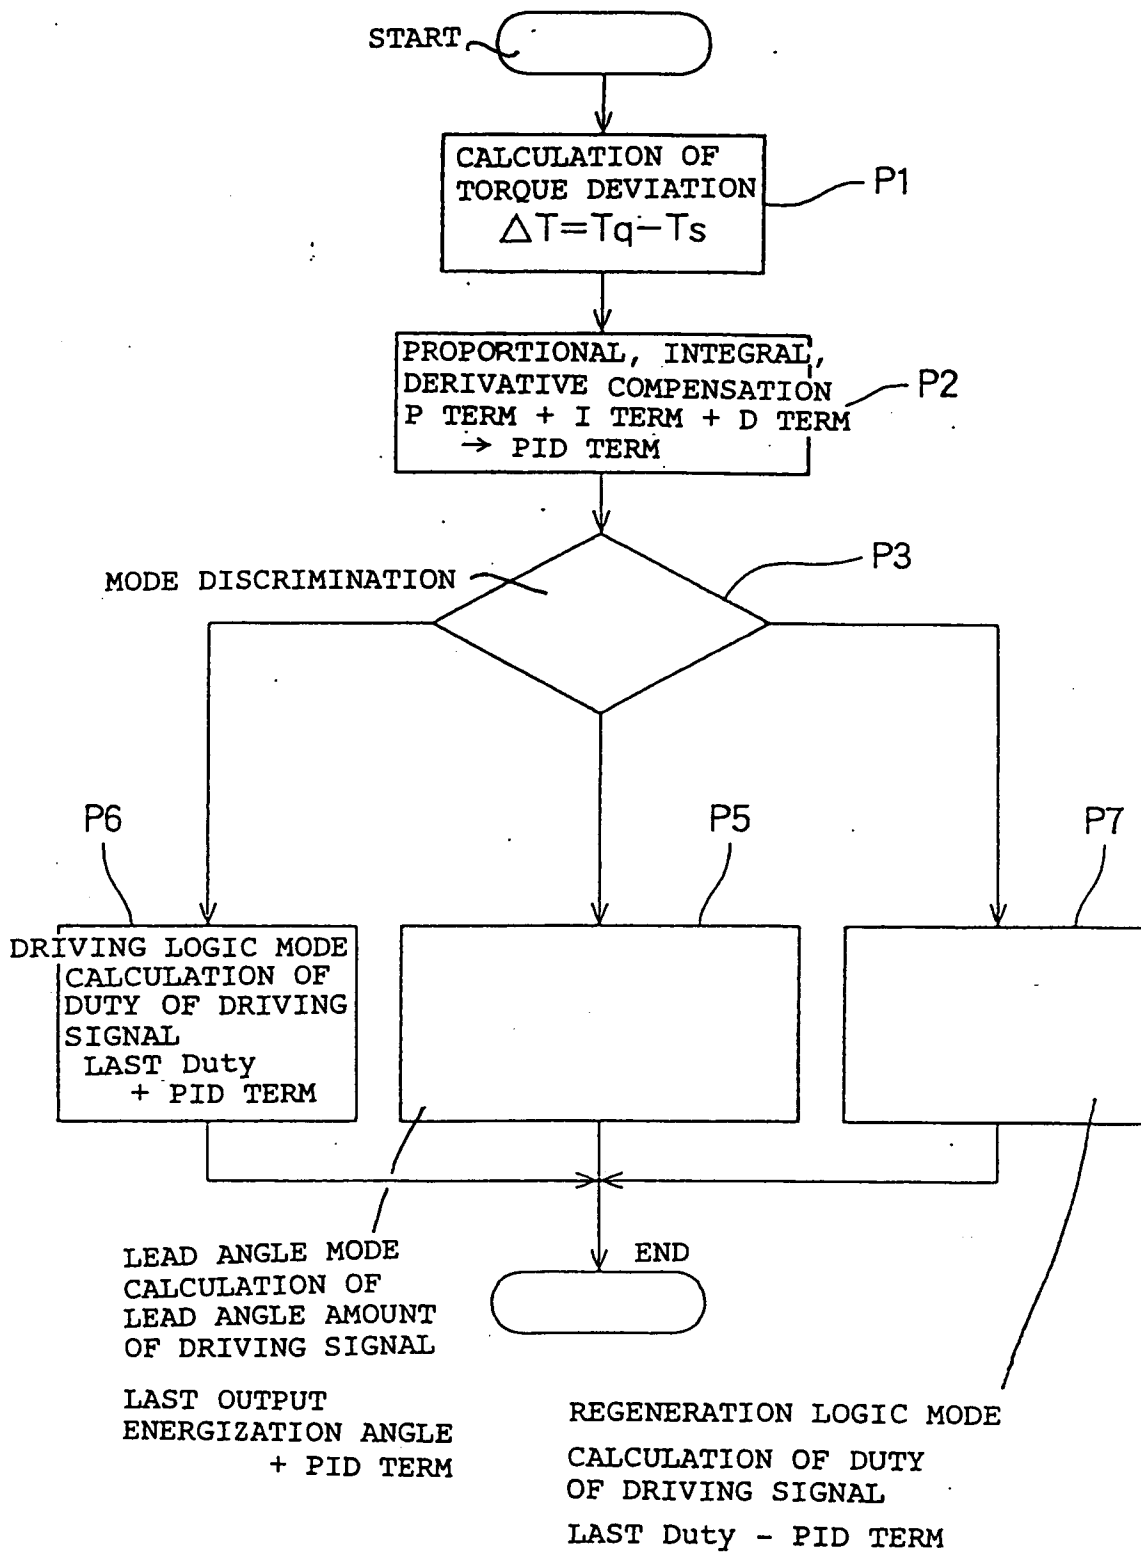 START
CALCULATION OF
TORQUE DEVIATION
△T=Tq-Ts
P1
PROPORTIONAL, INTEGRAL,
DERIVATIVE COMPENSATION
P TERM + I TERM + D TERM
→ PID TERM
P2
MODE DISCRIMINATION
P3
P6
P5
P7
DRIVING LOGIC MODE
CALCULATION OF
DUTY OF DRIVING
SIGNAL
LAST Duty
+ PID TERM
LEAD ANGLE MODE
CALCULATION OF
LEAD ANGLE AMOUNT
OF DRIVING SIGNAL
LAST OUTPUT
ENERGIZATION ANGLE
+ PID TERM
END
REGENERATION LOGIC MODE
CALCULATION OF DUTY
OF DRIVING SIGNAL
LAST Duty - PID TERM